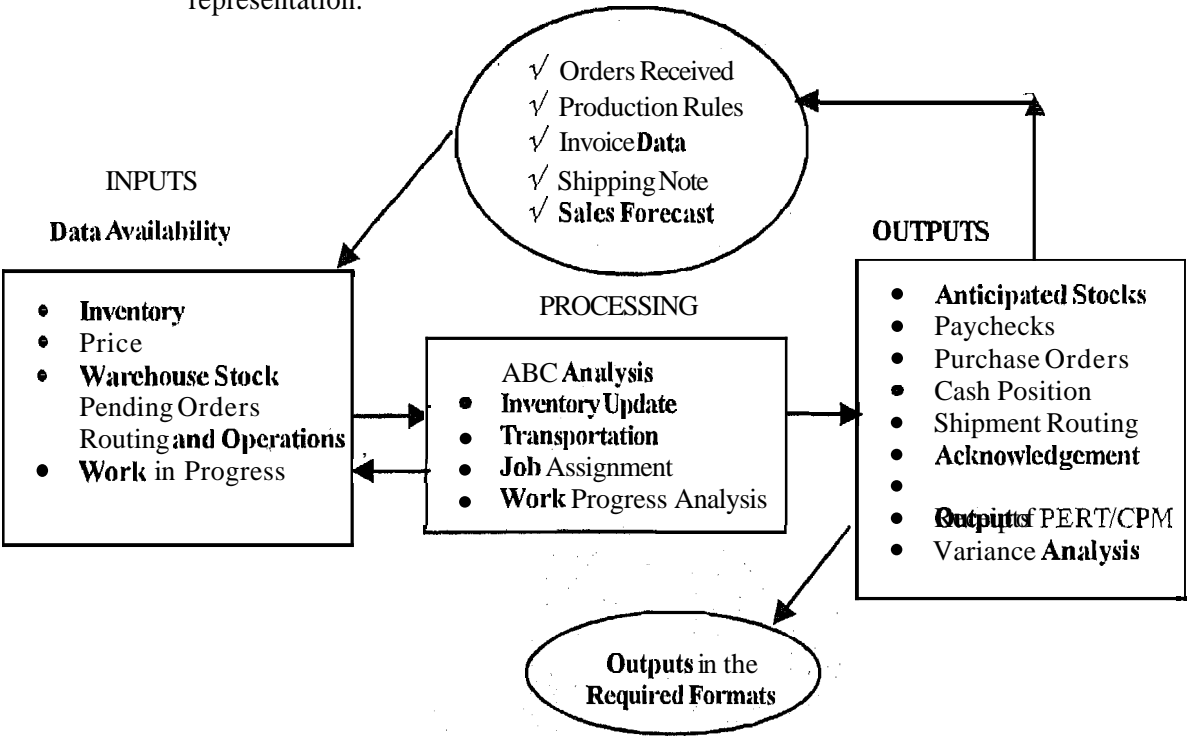 representation.
√ Orders Received
√ Production Rules
√ Invoice Data
√ Shipping Note
√ Sales Forecast
INPUTS
Data Availability
• Inventory
• Price
• Warehouse Stock
Pending Orders
Routing and Operations
• Work in Progress
PROCESSING
ABC Analysis
• Inventory Update
• Transportation
• Job Assignment
• Work Progress Analysis
OUTPUTS
• Anticipated Stocks
• Paychecks
• Purchase Orders
• Cash Position
• Shipment Routing
• Acknowledgement
•
• PERT/CPM
• Variance Analysis
Outputs in the
Required Formats